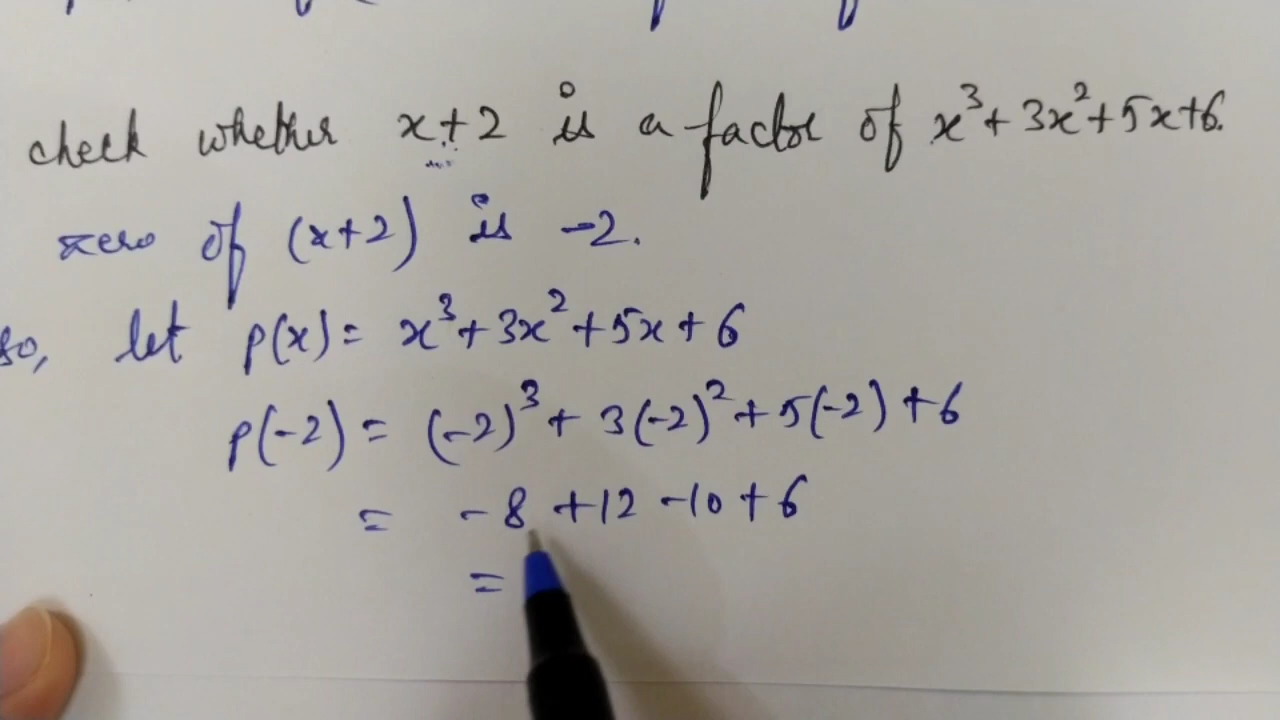 check whether x+2 is a factor of x³+3x²+5x+6.
zero of (x+2) is -2.
so, let p(x)= x³+3x²+5x+6
p(-2) = (-2)³+ 3(-2)²+5(-2)+6
= -8 +12 -10 +6
=